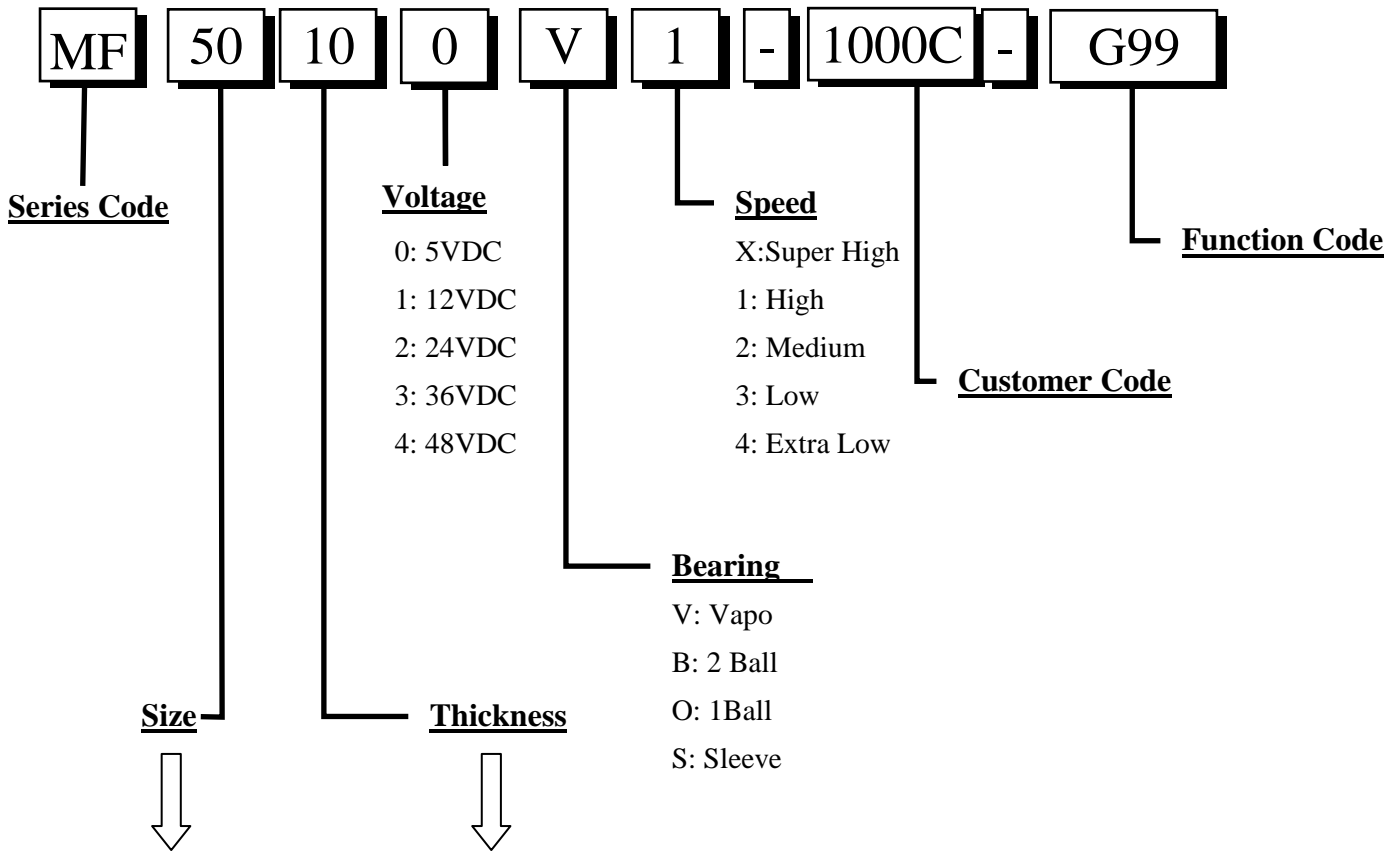 MF 50 10 0 V 1 - 1000C - G99
Series Code
Voltage
0: 5VDC
1: 12VDC
2: 24VDC
3: 36VDC
4: 48VDC
Speed
X:Super High
1: High
2: Medium
3: Low
4: Extra Low
Function Code
Customer Code
Bearing
V: Vapo
B: 2 Ball
O: 1Ball
S: Sleeve
Size
Thickness